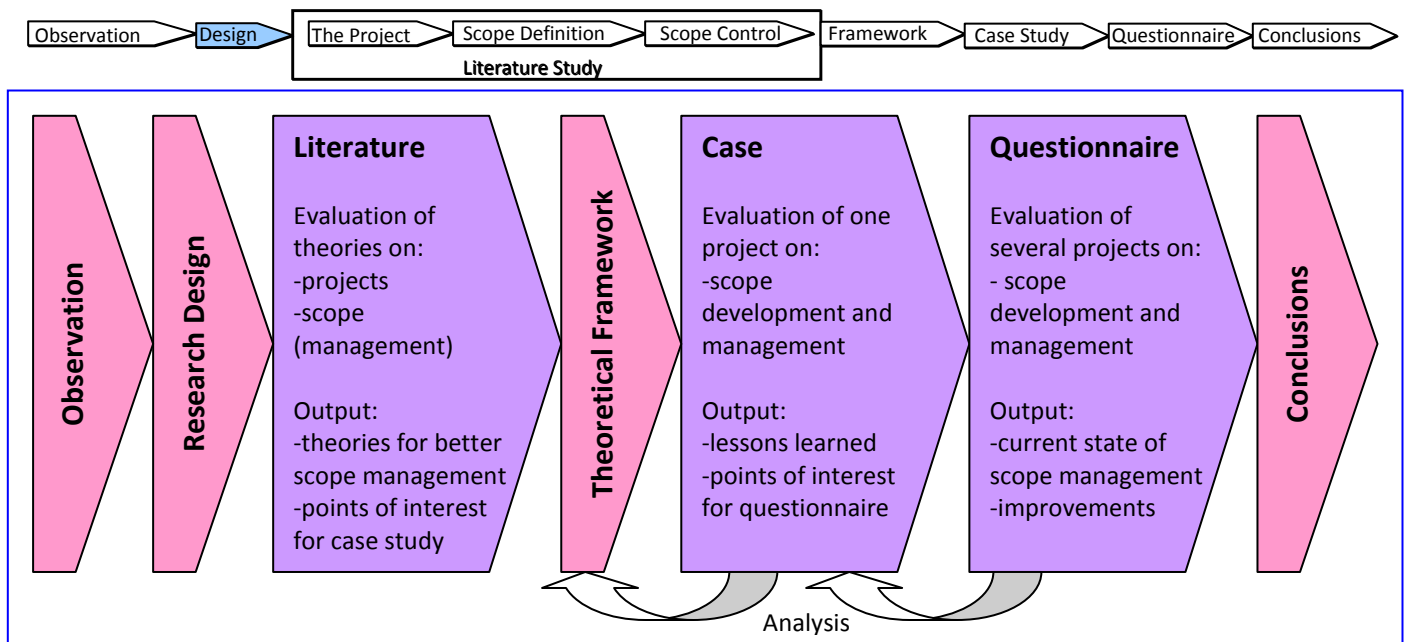 Observation
Design
The Project
Scope Definition
Scope Control
Framework
Case Study
Questionnaire
Conclusions
Literature Study
Observation
Research Design
Literature
Evaluation of
theories on:
-projects
-scope
(management)
Output:
-theories for better
scope management
-points of interest
for case study
Theoretical Framework
Case
Evaluation of one
project on:
-scope
development and
management
Output:
-lessons learned
-points of interest
for questionnaire
Questionnaire
Evaluation of
several projects on:
- scope
development and
management
Output:
-current state of
scope management
-improvements
Conclusions
Analysis